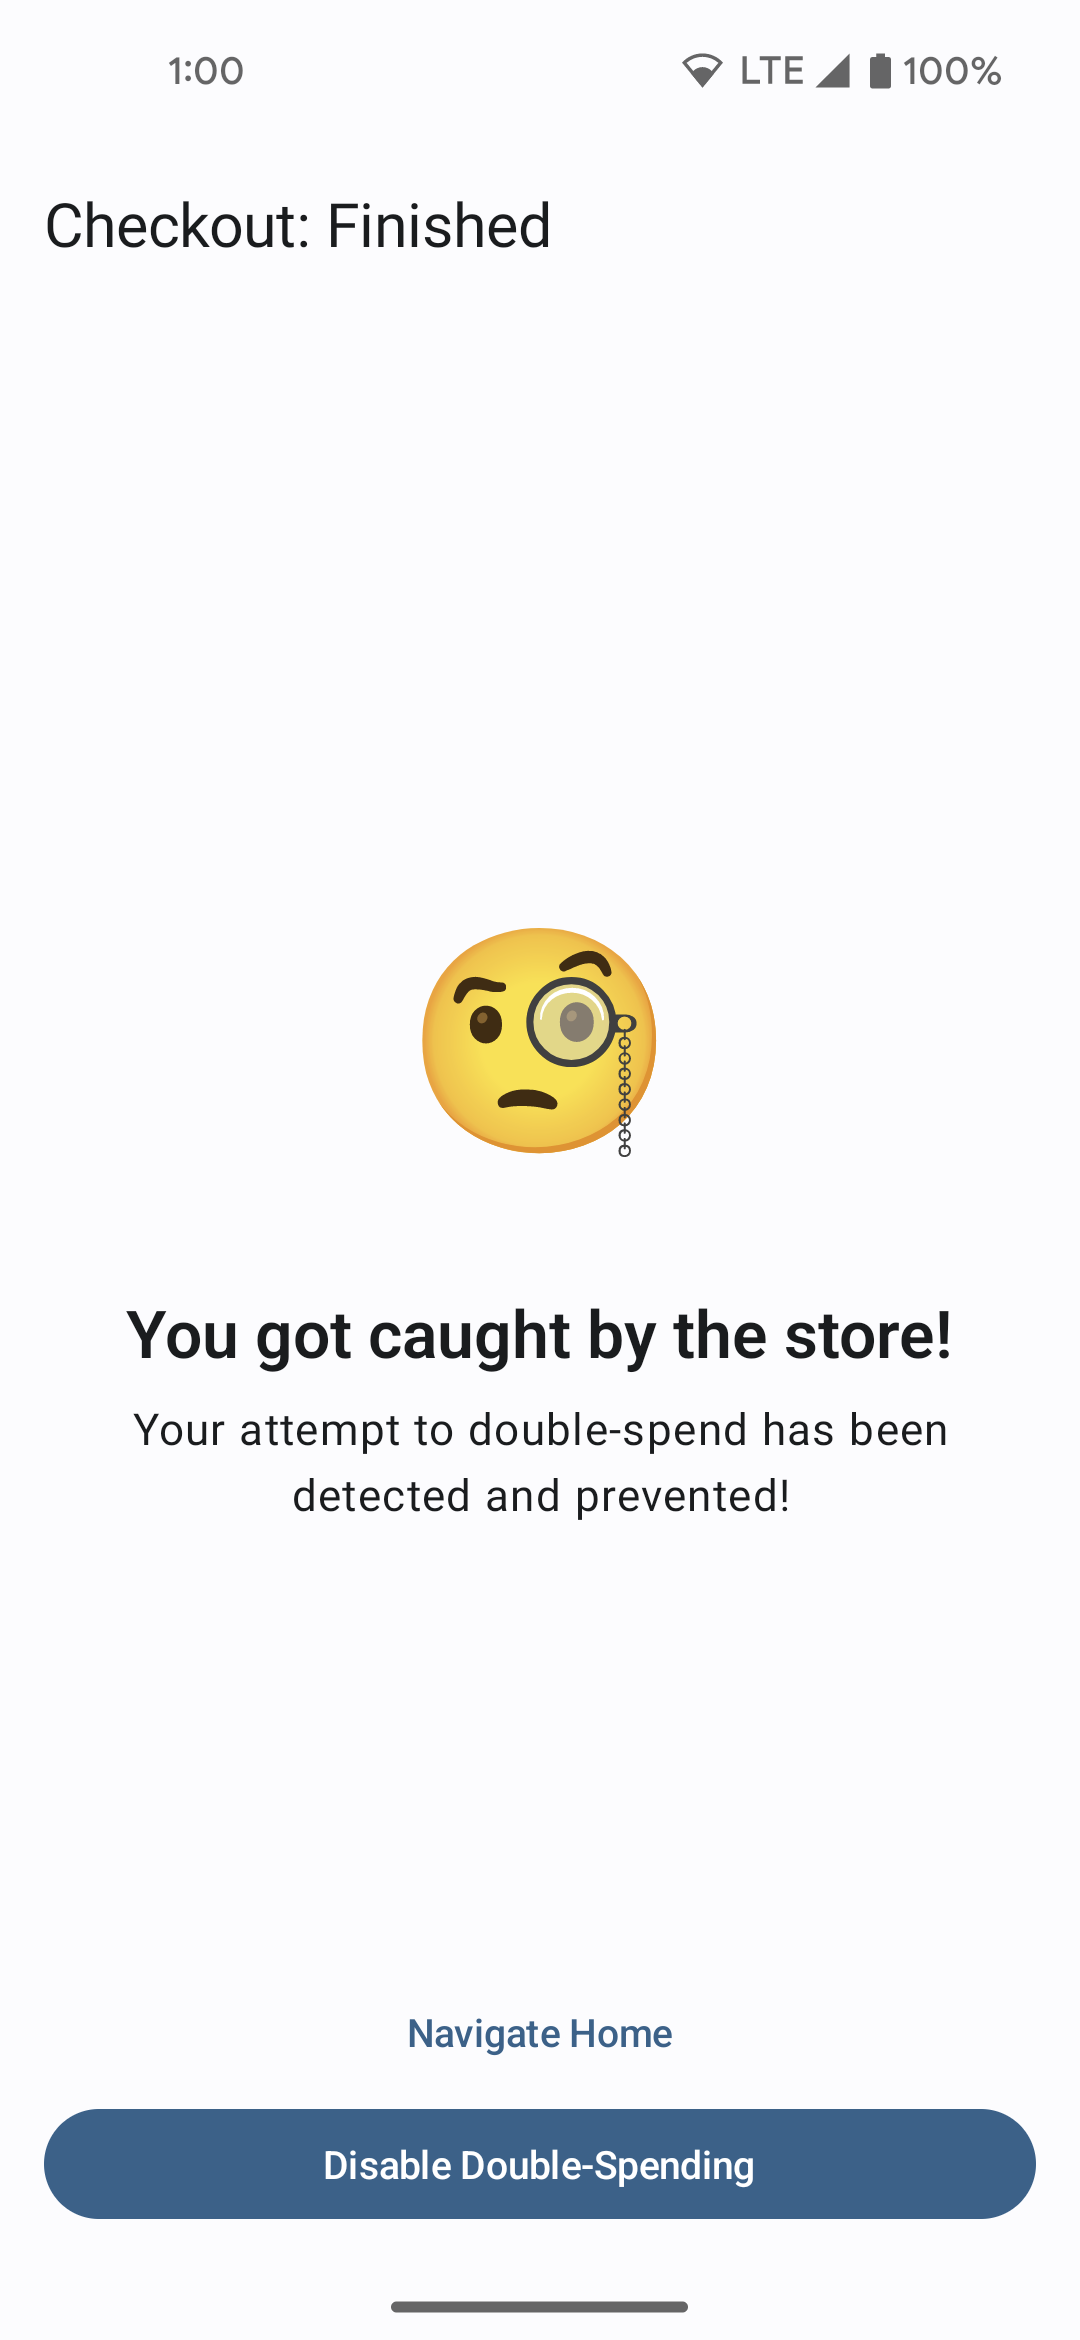 1:00 LTE 100%
Checkout: Finished
You got caught by the store!
Your attempt to double-spend has been
detected and prevented!
Navigate Home
Disable Double-Spending